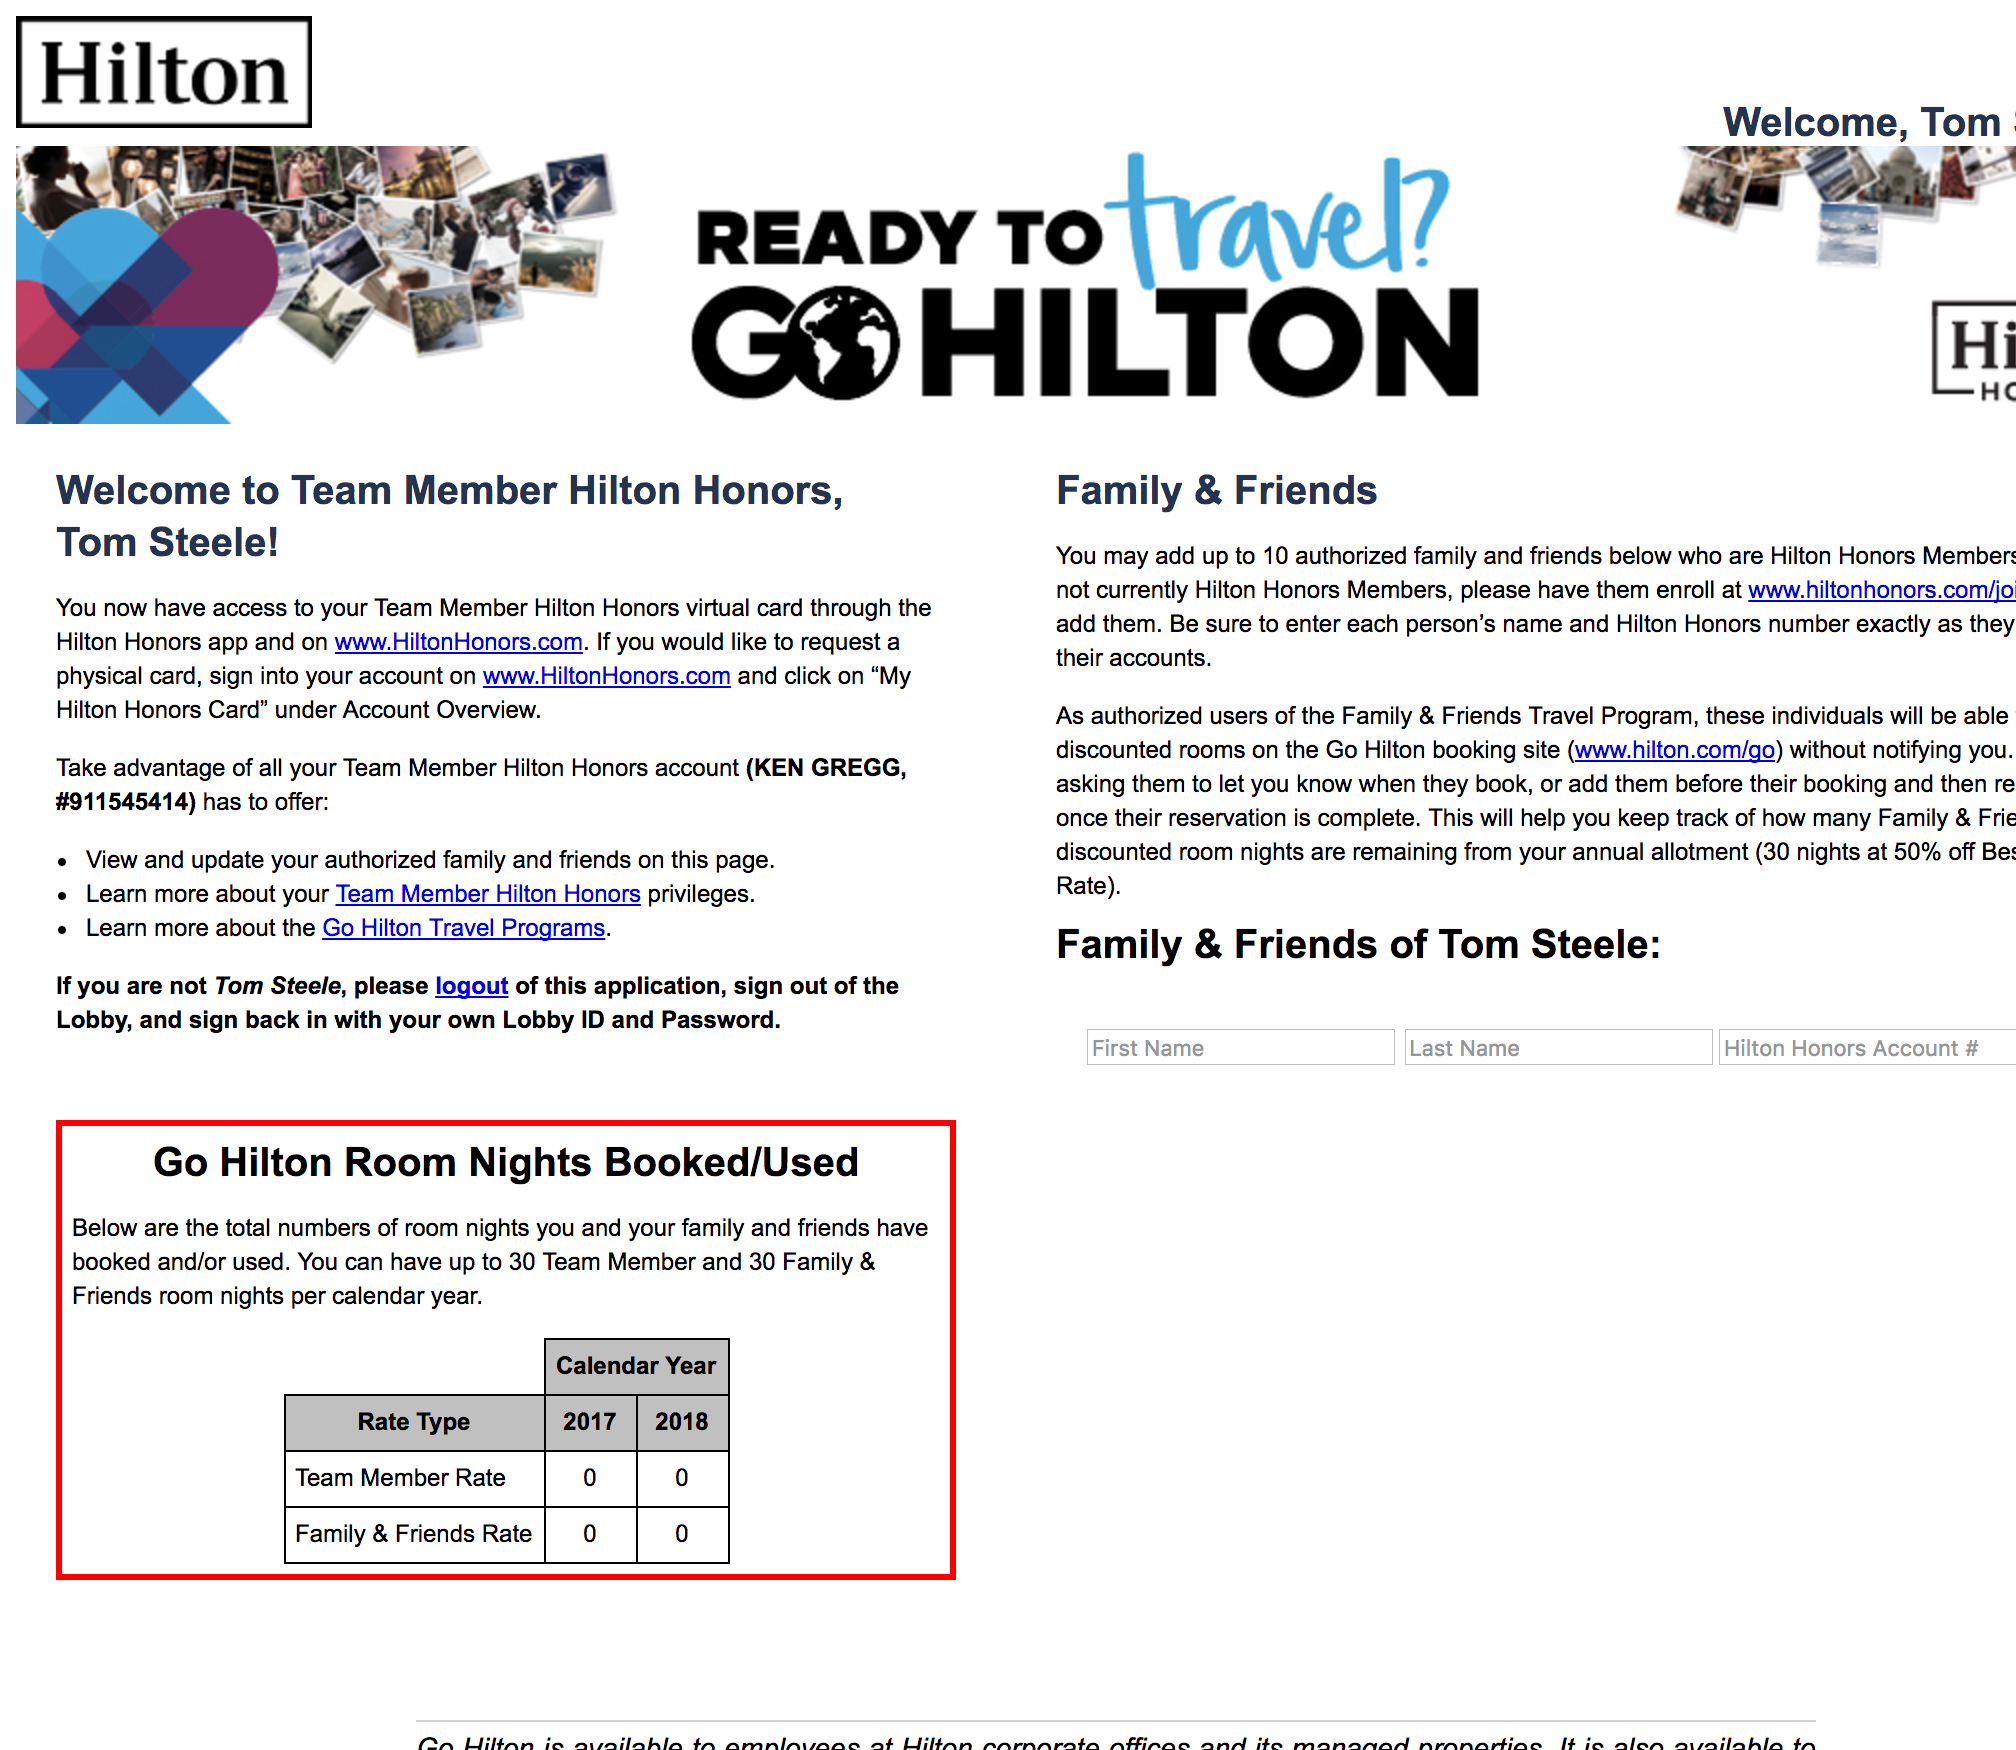 Hilton
Welcome, Tom
READY TO travel?
GO HILTON
Hi
HO
Welcome to Team Member Hilton Honors,
Tom Steele!
You now have access to your Team Member Hilton Honors virtual card through the
Hilton Honors app and on www.HiltonHonors.com. If you would like to request a
physical card, sign into your account on www.HiltonHonors.com and click on “My
Hilton Honors Card” under Account Overview.
Take advantage of all your Team Member Hilton Honors account (KEN GREGG,
#911545414) has to offer:
• View and update your authorized family and friends on this page.
• Learn more about your Team Member Hilton Honors privileges.
• Learn more about the Go Hilton Travel Programs.
If you are not Tom Steele, please logout of this application, sign out of the
Lobby, and sign back in with your own Lobby ID and Password.
Go Hilton Room Nights Booked/Used
Below are the total numbers of room nights you and your family and friends have
booked and/or used. You can have up to 30 Team Member and 30 Family &
Friends room nights per calendar year.
Calendar Year
Rate Type 2017 2018
Team Member Rate 0 0
Family & Friends Rate 0 0
Family & Friends
You may add up to 10 authorized family and friends below who are Hilton Honors Members
not currently Hilton Honors Members, please have them enroll at www.hiltonhonors.com/joi
add them. Be sure to enter each person’s name and Hilton Honors number exactly as they
their accounts.
As authorized users of the Family & Friends Travel Program, these individuals will be able
discounted rooms on the Go Hilton booking site (www.hilton.com/go) without notifying you.
asking them to let you know when they book, or add them before their booking and then re
once their reservation is complete. This will help you keep track of how many Family & Frie
discounted room nights are remaining from your annual allotment (30 nights at 50% off Bes
Rate).
Family & Friends of Tom Steele:
First Name Last Name Hilton Honors Account #
Go Hilton is available to employees at Hilton corporate offices and its managed properties. It is also available to